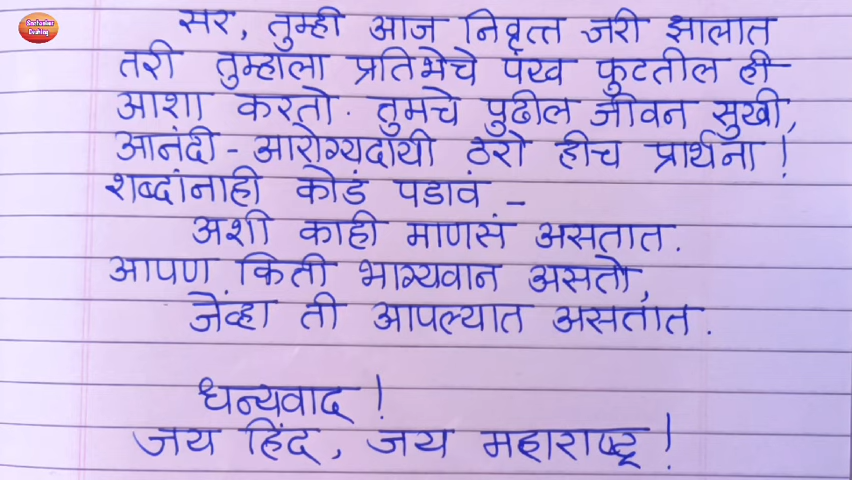 सर, तुम्ही आज निवृत्त जरी झालात
तरी तुम्हाला प्रतिभेचे पंख फुटतील ही
आशा करतो. तुमचे पुढील जीवन सुखी,
आनंदी - आरोग्यदायी ठरो हीच प्रार्थना!
शब्दांनाही कोडं पडावं -
अशी काही माणसं असतात.
आपण किती भाग्यवान असतो,
जेव्हा ती आपल्यात असतात.
धन्यवाद!
जय हिंद, जय महाराष्ट्र!